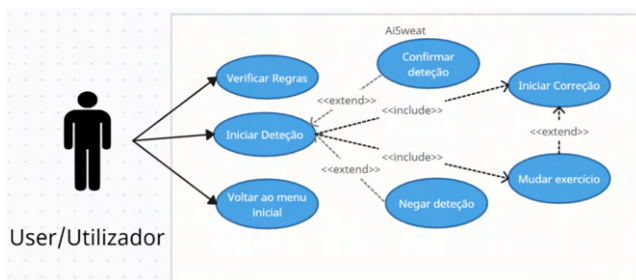 AiSweat
Confirmar
deteção
Verificar Regras
Iniciar Correção
<<extend>>
<<include>>
Iniciar Deteção
<<extend>>
<<include>>
<<extend>>
Mudar exercício
Voltar ao menu
inicial
Negar deteção
User/Utilizador